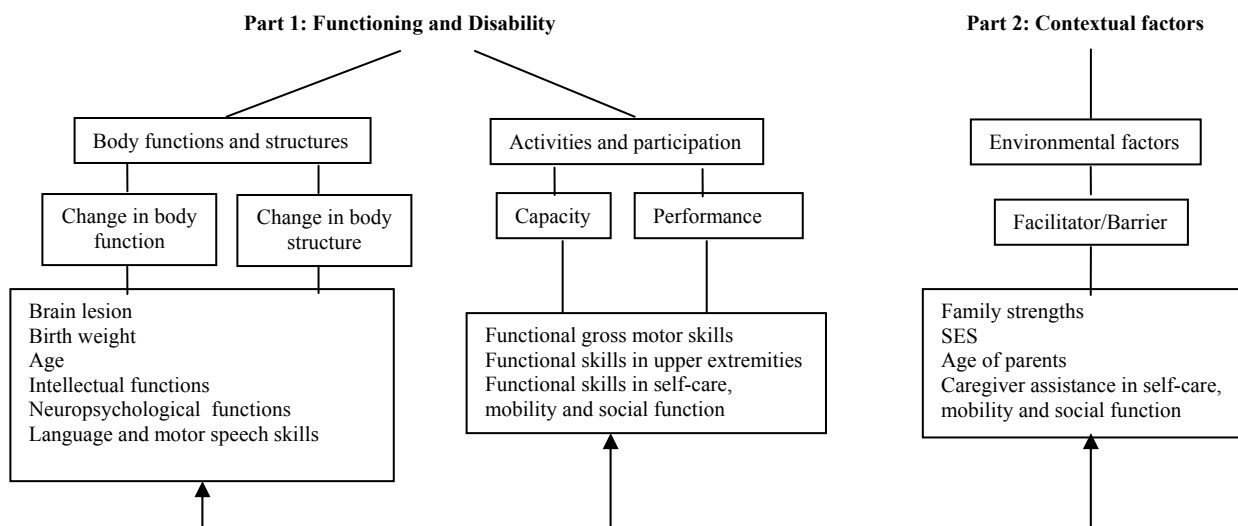 Part 1: Functioning and Disability
Part 2: Contextual factors
Body functions and structures
Activities and participation
Environmental factors
Change in body
function
Change in body
structure
Capacity
Performance
Facilitator/Barrier
Brain lesion
Birth weight
Age
Intellectual functions
Neuropsychological functions
Language and motor speech skills
Functional gross motor skills
Functional skills in upper extremities
Functional skills in self-care,
mobility and social function
Family strengths
SES
Age of parents
Caregiver assistance in self-care,
mobility and social function